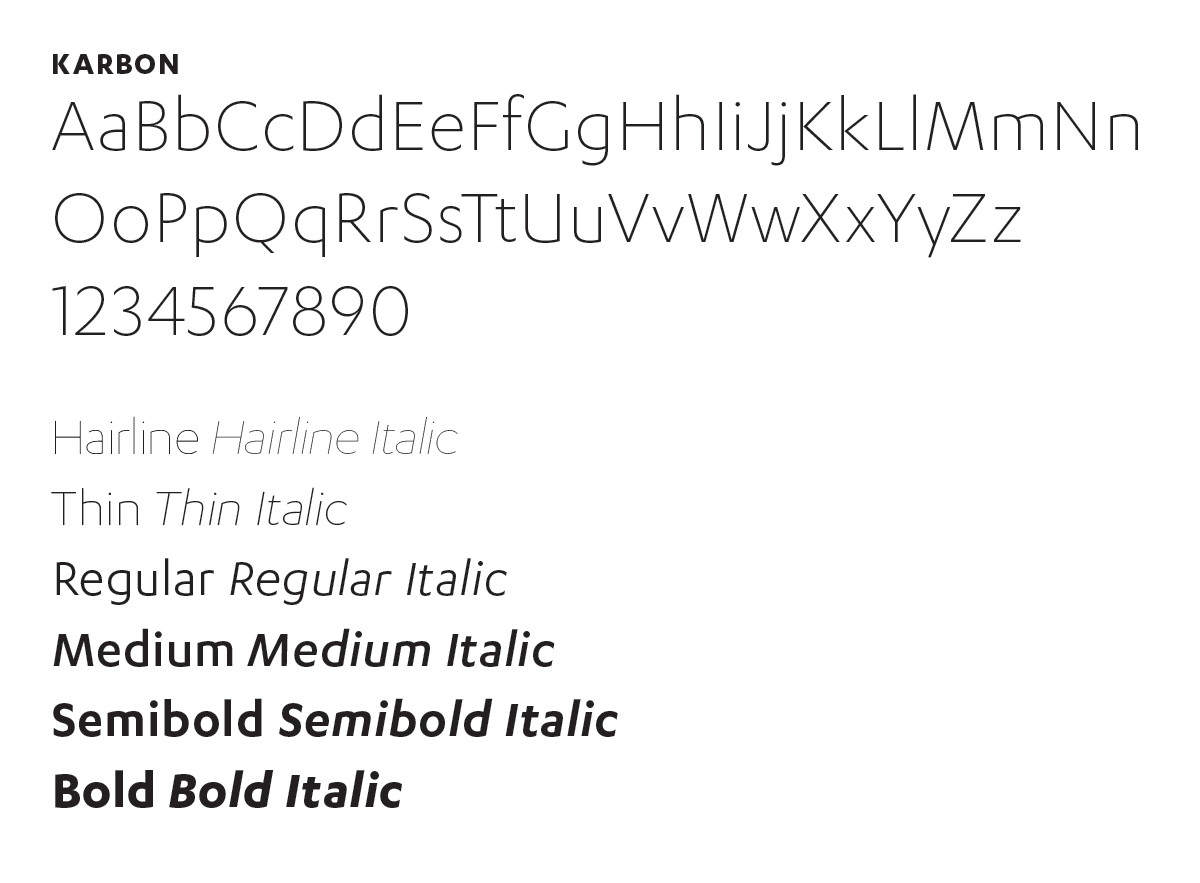 KARBON
AaBbCcDdEeFfGgHhIiJjKkLlMmNn
OoPpQqRrSsTtUuVvWwXxYyZz
1234567890
Hairline Hairline Italic
Thin Thin Italic
Regular Regular Italic
Medium Medium Italic
Semibold Semibold Italic
Bold Bold Italic